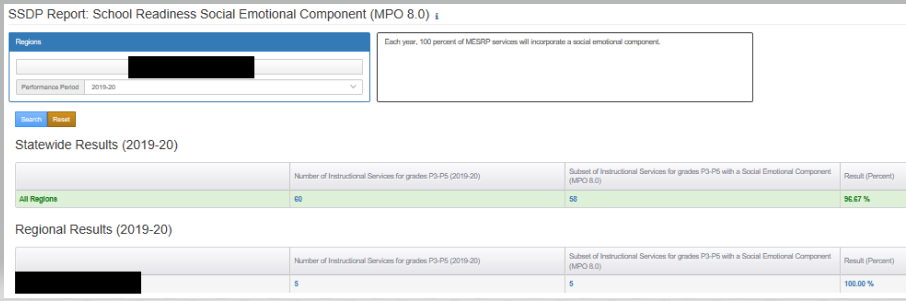 SSDP Report: School Readiness Social Emotional Component (MPO 8.0) i
Regions
Each year, 100 percent of MESRP services will incorporate a social emotional component.
Performance Period 2019-20
Search Reset
Statewide Results (2019-20)
Number of Instructional Services for grades P3-P5 (2019-20)
Subset of Instructional Services for grades P3-P5 with a Social Emotional Component
(MPO 8.0)
Result (Percent)
All Regions 60 58 96.67 %
Regional Results (2019-20)
Number of Instructional Services for grades P3-P5 (2019-20)
Subset of Instructional Services for grades P3-P5 with a Social Emotional Component
(MPO 8.0)
Result (Percent)
5 5 100.00 %